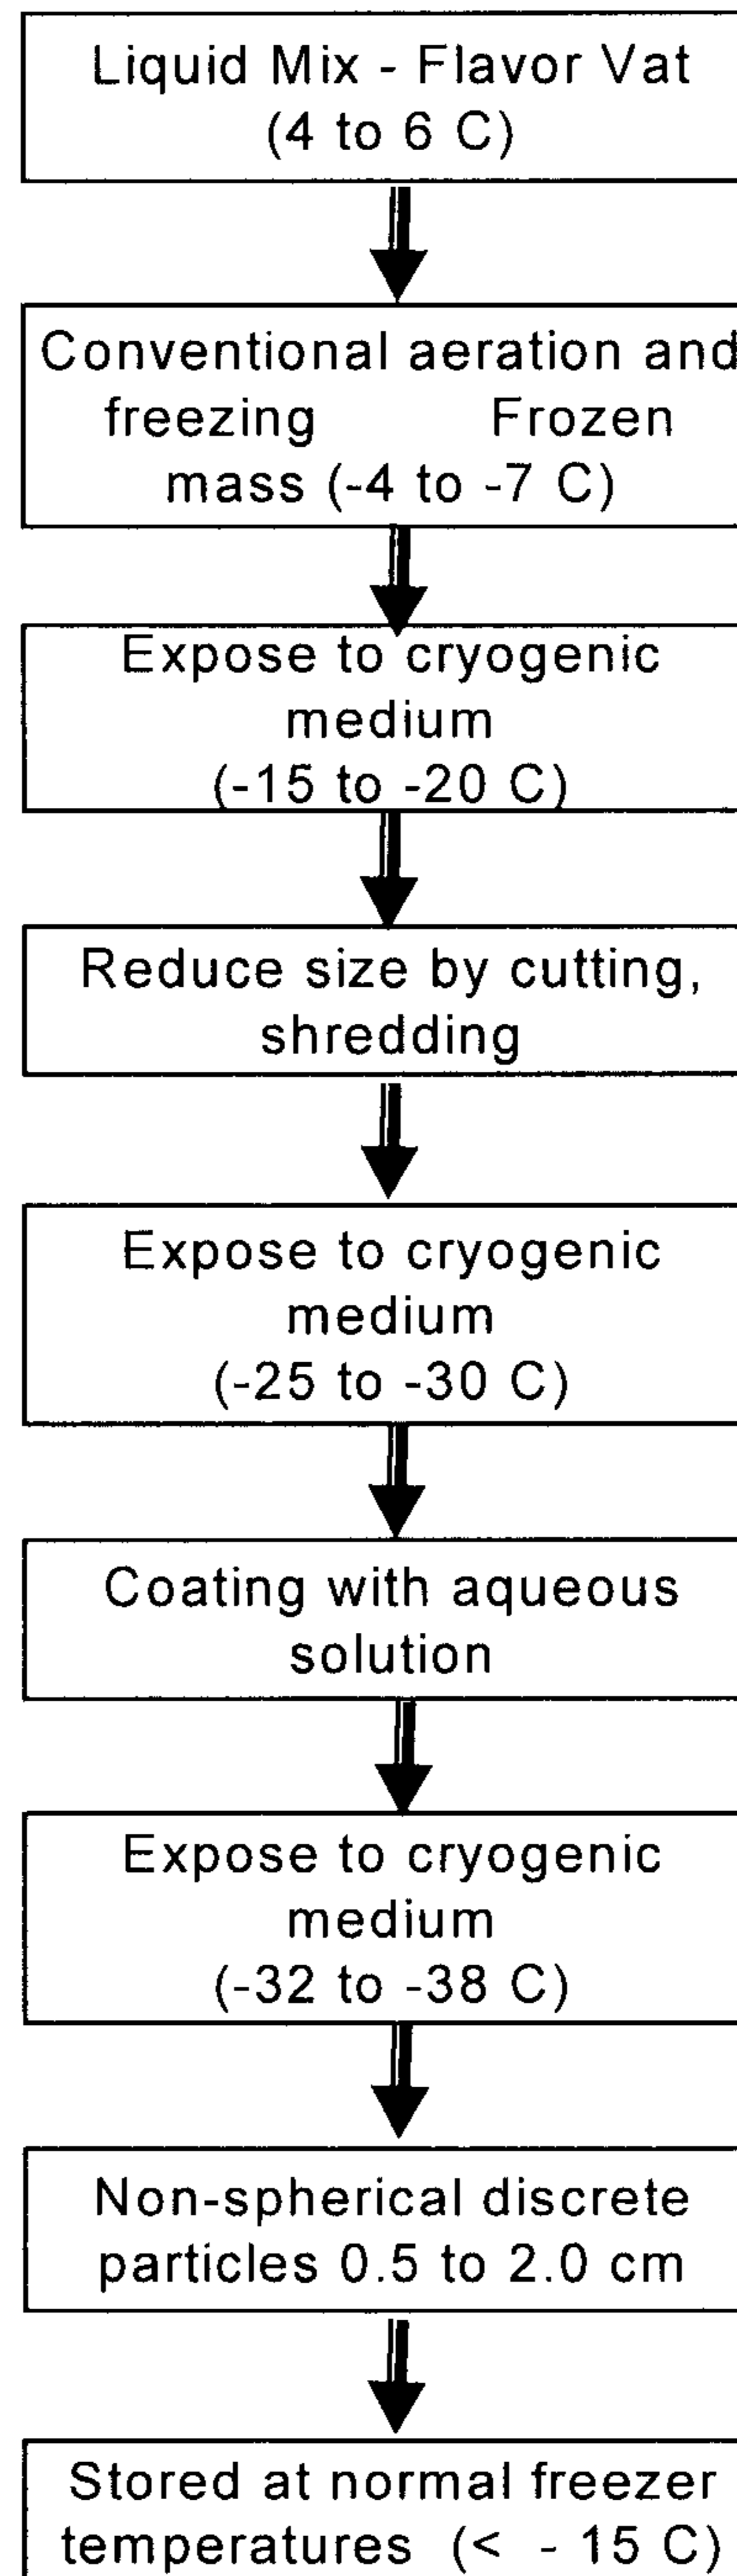 Liquid Mix - Flavor Vat
(4 to 6 C)
Conventional aeration and
freezing Frozen
mass (-4 to -7 C)
Expose to cryogenic
medium
(-15 to -20 C)
Reduce size by cutting,
shredding
Expose to cryogenic
medium
(-25 to -30 C)
Coating with aqueous
solution
Expose to cryogenic
medium
(-32 to -38 C)
Non-spherical discrete
particles 0.5 to 2.0 cm
Stored at normal freezer
temperatures (< - 15 C)